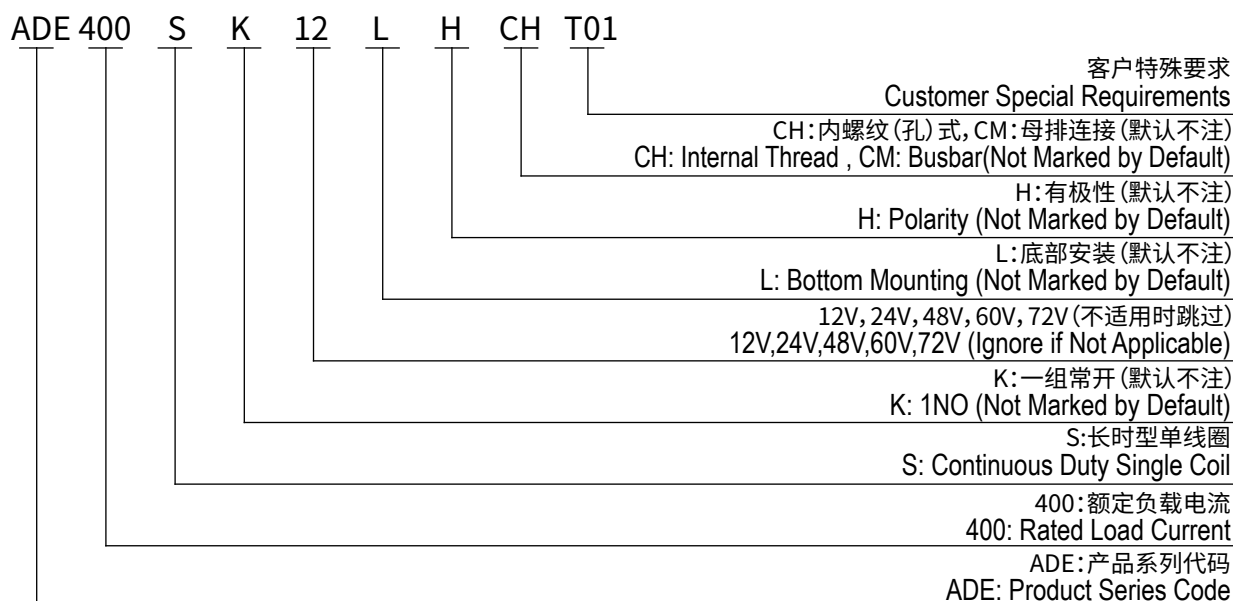 ADE 400 S K 12 L H CH T01
客户特殊要求
Customer Special Requirements
CH:内螺纹(孔)式,CM:母排连接(默认不注)
CH: Internal Thread , CM: Busbar(Not Marked by Default)
H:有极性(默认不注)
H: Polarity (Not Marked by Default)
L:底部安装(默认不注)
L: Bottom Mounting (Not Marked by Default)
12V,24V,48V,60V,72V(不适用时跳过)
12V,24V,48V,60V,72V (Ignore if Not Applicable)
K:一组常开(默认不注)
K: 1NO (Not Marked by Default)
S:长时型单线圈
S: Continuous Duty Single Coil
400:额定负载电流
400: Rated Load Current
ADE:产品系列代码
ADE: Product Series Code